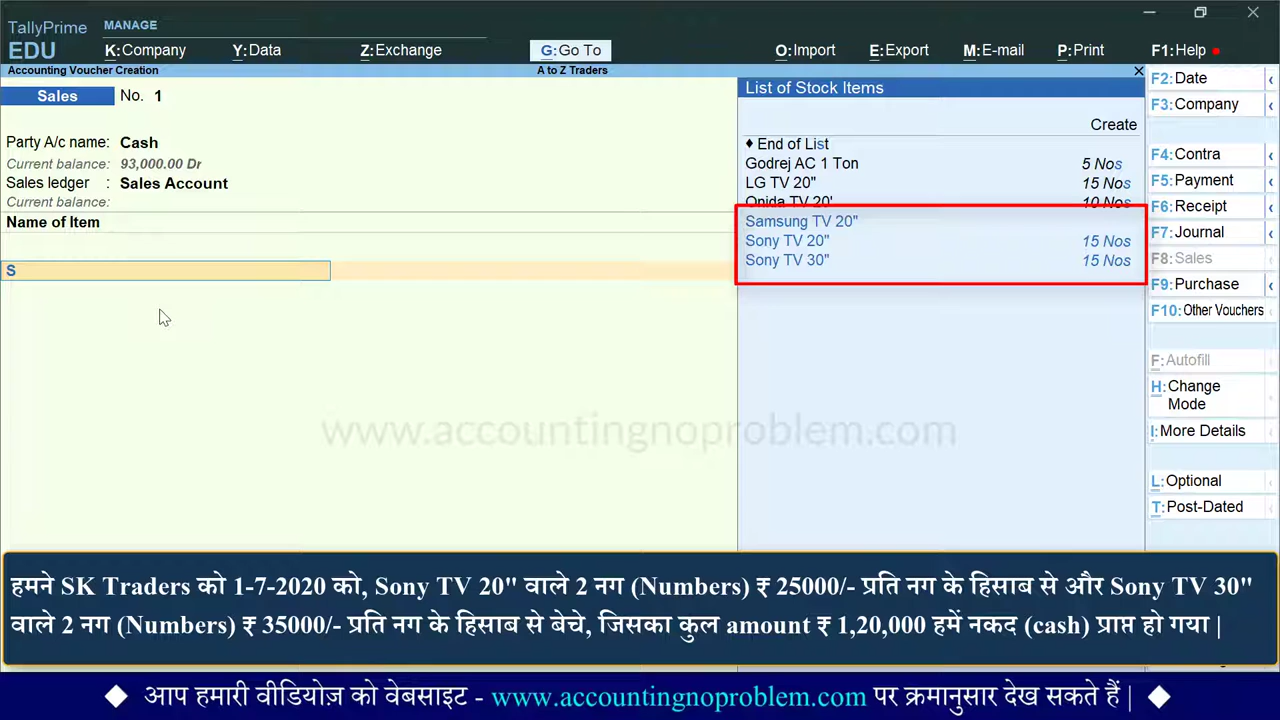 TallyPrime
MANAGE
EDU
K:Company Y:Data Z:Exchange G:Go To O:Import E:Export M:E-mail P:Print F1:Help
Accounting Voucher Creation A to Z Traders
Sales No. 1
Party A/c name: Cash
Current balance: 93,000.00 Dr
Sales ledger : Sales Account
Current balance:
Name of Item
S
List of Stock Items
Create
♦ End of List
Godrej AC 1 Ton 5 Nos
LG TV 20" 15 Nos
Onida TV 20' 10 Nos
Samsung TV 20"
Sony TV 20" 15 Nos
Sony TV 30" 15 Nos
F2:Date
F3:Company
F4:Contra
F5:Payment
F6:Receipt
F7:Journal
F8:Sales
F9:Purchase
F10:Other Vouchers
F:Autofill
H:Change
Mode
I:More Details
L:Optional
T:Post-Dated
www.accountingnoproblem.com
हमने SK Traders को 1-7-2020 को, Sony TV 20" वाले 2 नग (Numbers) ₹ 25000/- प्रति नग के हिसाब से और Sony TV 30"
वाले 2 नग (Numbers) ₹ 35000/- प्रति नग के हिसाब से बेचे, जिसका कुल amount ₹ 1,20,000 हमें नकद (cash) प्राप्त हो गया |
◆ आप हमारी वीडियोज़ को वेबसाइट - www.accountingnoproblem.com पर क्रमानुसार देख सकते हैं | ◆